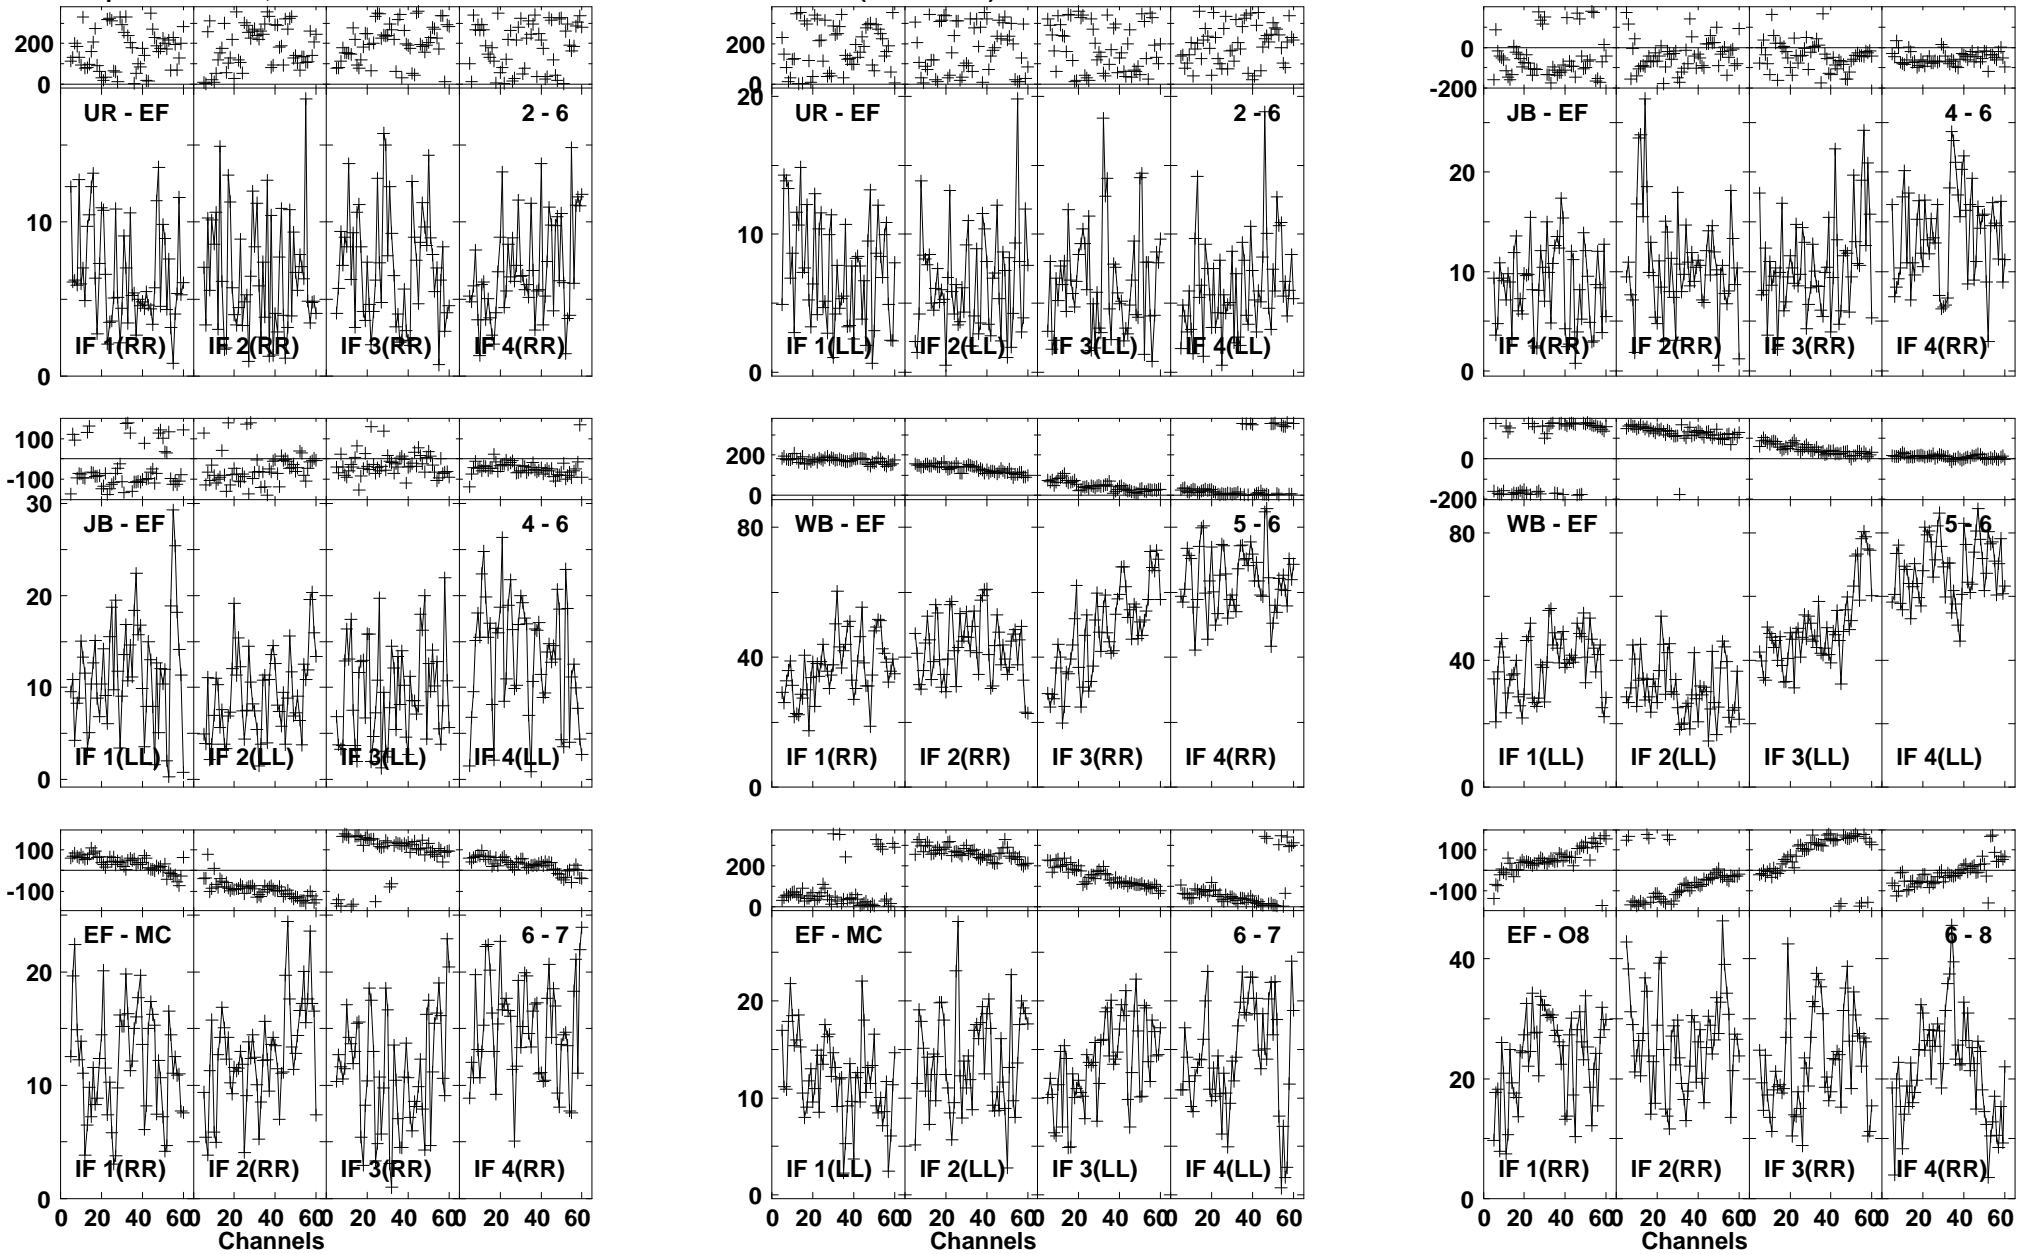 200
0
UR - EF 2 - 6
10
IF 1(RR) IF 2(RR) IF 3(RR) IF 4(RR)
0
200
0
20
UR - EF 2 - 6
10
IF 1(LL) IF 2(LL) IF 3(LL) IF 4(LL)
0
0
-200
JB - EF 4 - 6
20
10
IF 1(RR) IF 2(RR) IF 3(RR) IF 4(RR)
0
100
-100
30
JB - EF 4 - 6
20
10
IF 1(LL) IF 2(LL) IF 3(LL) IF 4(LL)
0
200
0
80
WB - EF 5 - 6
40
IF 1(RR) IF 2(RR) IF 3(RR) IF 4(RR)
0
0
-200
80
WB - EF 5 - 6
40
IF 1(LL) IF 2(LL) IF 3(LL) IF 4(LL)
0
100
-100
EF - MC 6 - 7
20
10
IF 1(RR) IF 2(RR) IF 3(RR) IF 4(RR)
0
0 20 40 60 0 20 40 60 0 20 40 60 0 20 40 60
Channels
200
0
EF - MC 6 - 7
20
10
IF 1(LL) IF 2(LL) IF 3(LL) IF 4(LL)
0
0 20 40 60 0 20 40 60 0 20 40 60 0 20 40 60
Channels
100
-100
EF - O8 6 - 8
40
20
IF 1(RR) IF 2(RR) IF 3(RR) IF 4(RR)
0
0 20 40 60 0 20 40 60 0 20 40 60 0 20 40 60
Channels